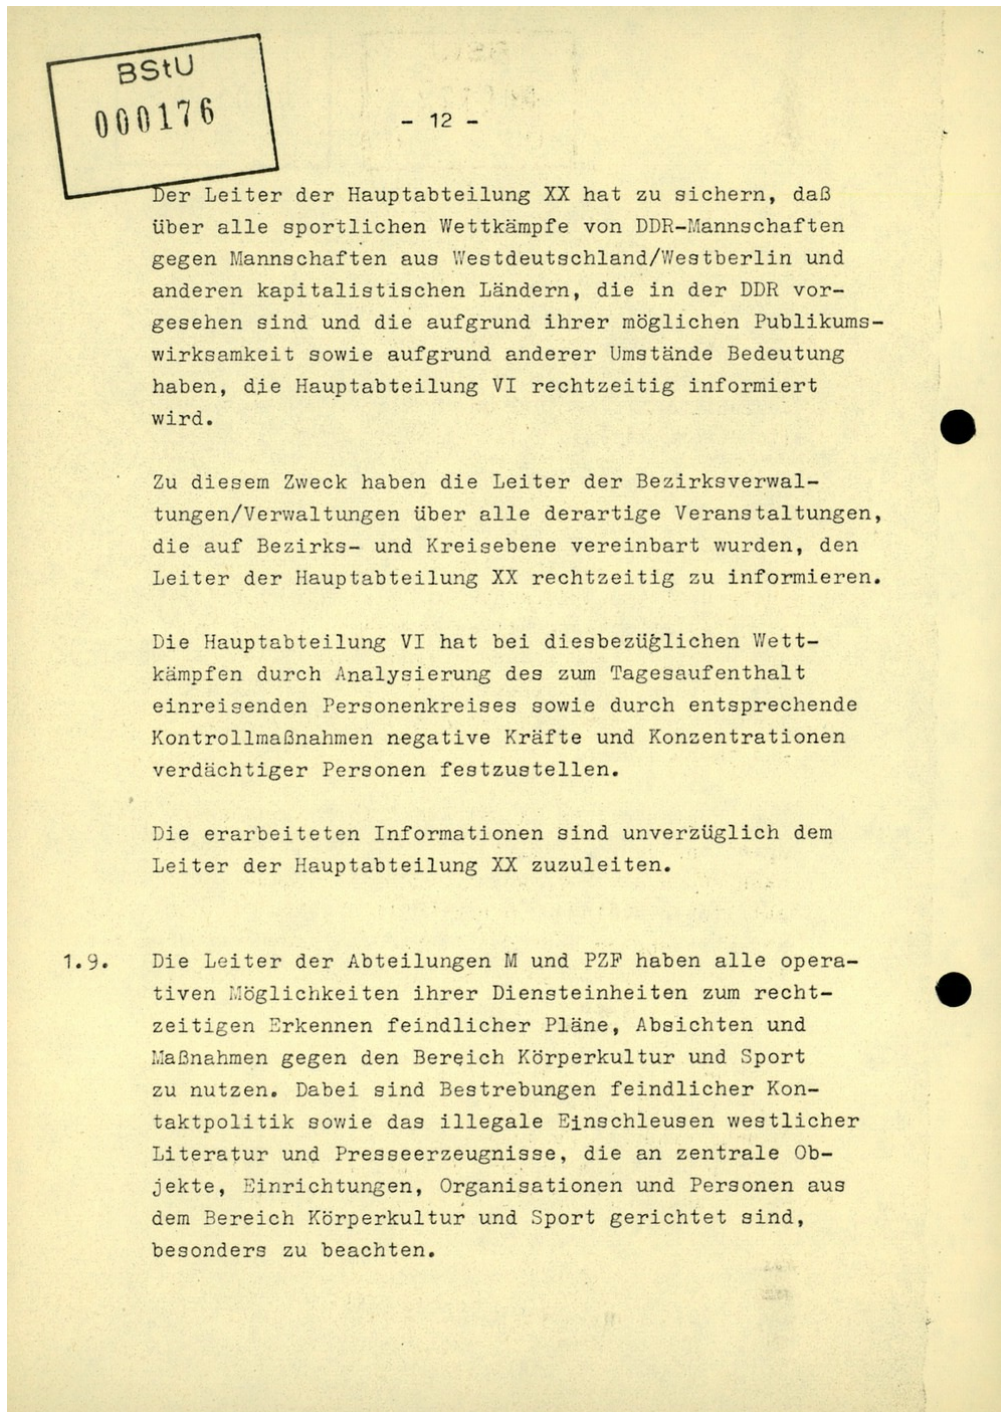 BStU
000176
- 12 -
Der Leiter der Hauptabteilung XX hat zu sichern, daß
über alle sportlichen Wettkämpfe von DDR-Mannschaften
gegen Mannschaften aus Westdeutschland/Westberlin und
anderen kapitalistischen Ländern, die in der DDR vor-
gesehen sind und die aufgrund ihrer möglichen Publikums-
wirksamkeit sowie aufgrund anderer Umstände Bedeutung
haben, die Hauptabteilung VI rechtzeitig informiert
wird.
Zu diesem Zweck haben die Leiter der Bezirksverwal-
tungen/Verwaltungen über alle derartige Veranstaltungen,
die auf Bezirks- und Kreisebene vereinbart wurden, den
Leiter der Hauptabteilung XX rechtzeitig zu informieren.
Die Hauptabteilung VI hat bei diesbezüglichen Wett-
kämpfen durch Analysierung des zum Tagesaufenthalt
einreisenden Personenkreises sowie durch entsprechende
Kontrollmaßnahmen negative Kräfte und Konzentrationen
verdächtiger Personen festzustellen.
Die erarbeiteten Informationen sind unverzüglich dem
Leiter der Hauptabteilung XX zuzuleiten.
1.9. Die Leiter der Abteilungen M und PZF haben alle opera-
tiven Möglichkeiten ihrer Diensteinheiten zum recht-
zeitigen Erkennen feindlicher Pläne, Absichten und
Maßnahmen gegen den Bereich Körperkultur und Sport
zu nutzen. Dabei sind Bestrebungen feindlicher Kon-
taktpolitik sowie das illegale Einschleusen westlicher
Literatur und Presseerzeugnisse, die an zentrale Ob-
jekte, Einrichtungen, Organisationen und Personen aus
dem Bereich Körperkultur und Sport gerichtet sind,
besonders zu beachten.